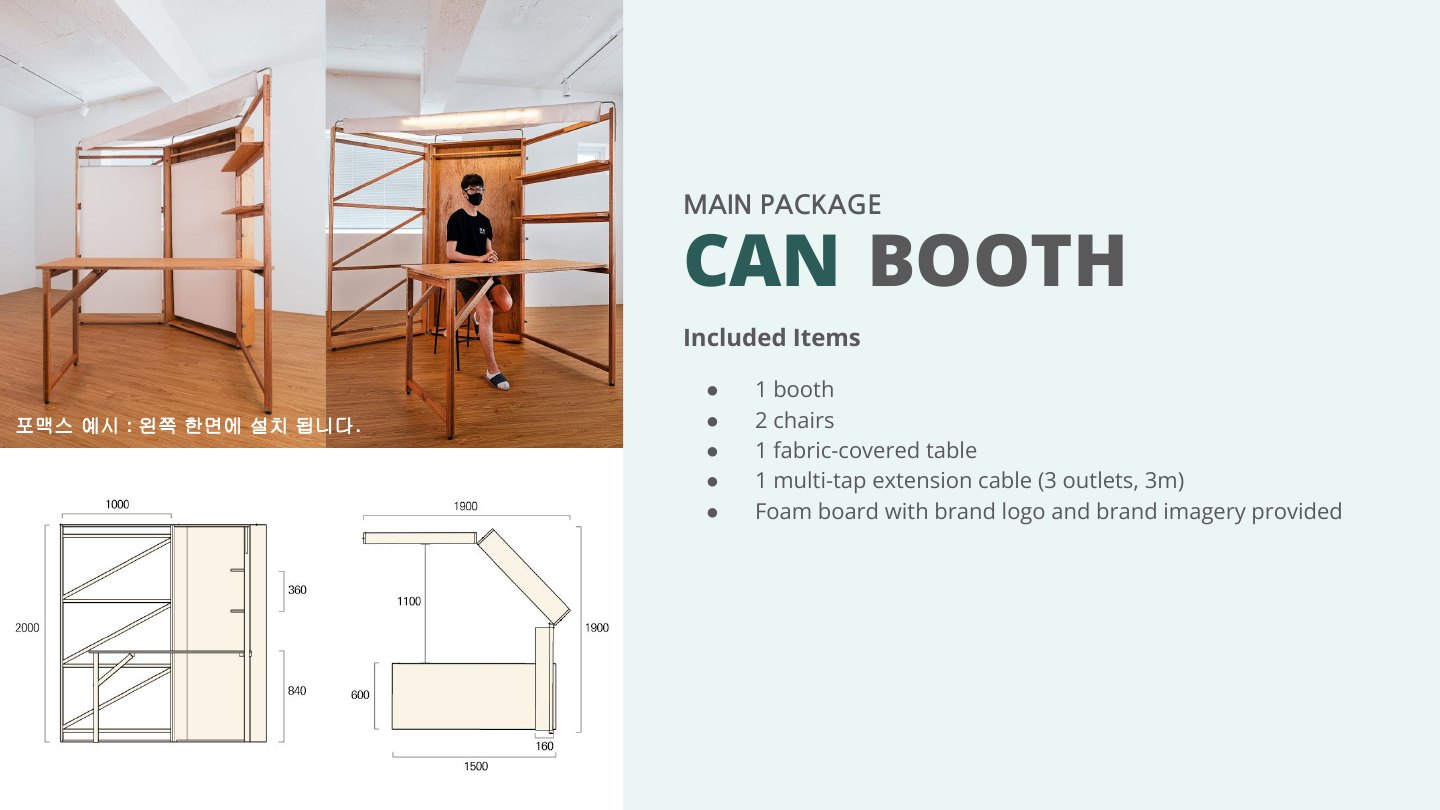 포맥스 예시 : 왼쪽 한면에 설치 됩니다.
1000
360
2000
840
1900
1100
1900
600
160
1500
MAIN PACKAGE
CAN BOOTH
Included Items
● 1 booth
● 2 chairs
● 1 fabric-covered table
● 1 multi-tap extension cable (3 outlets, 3m)
● Foam board with brand logo and brand imagery provided